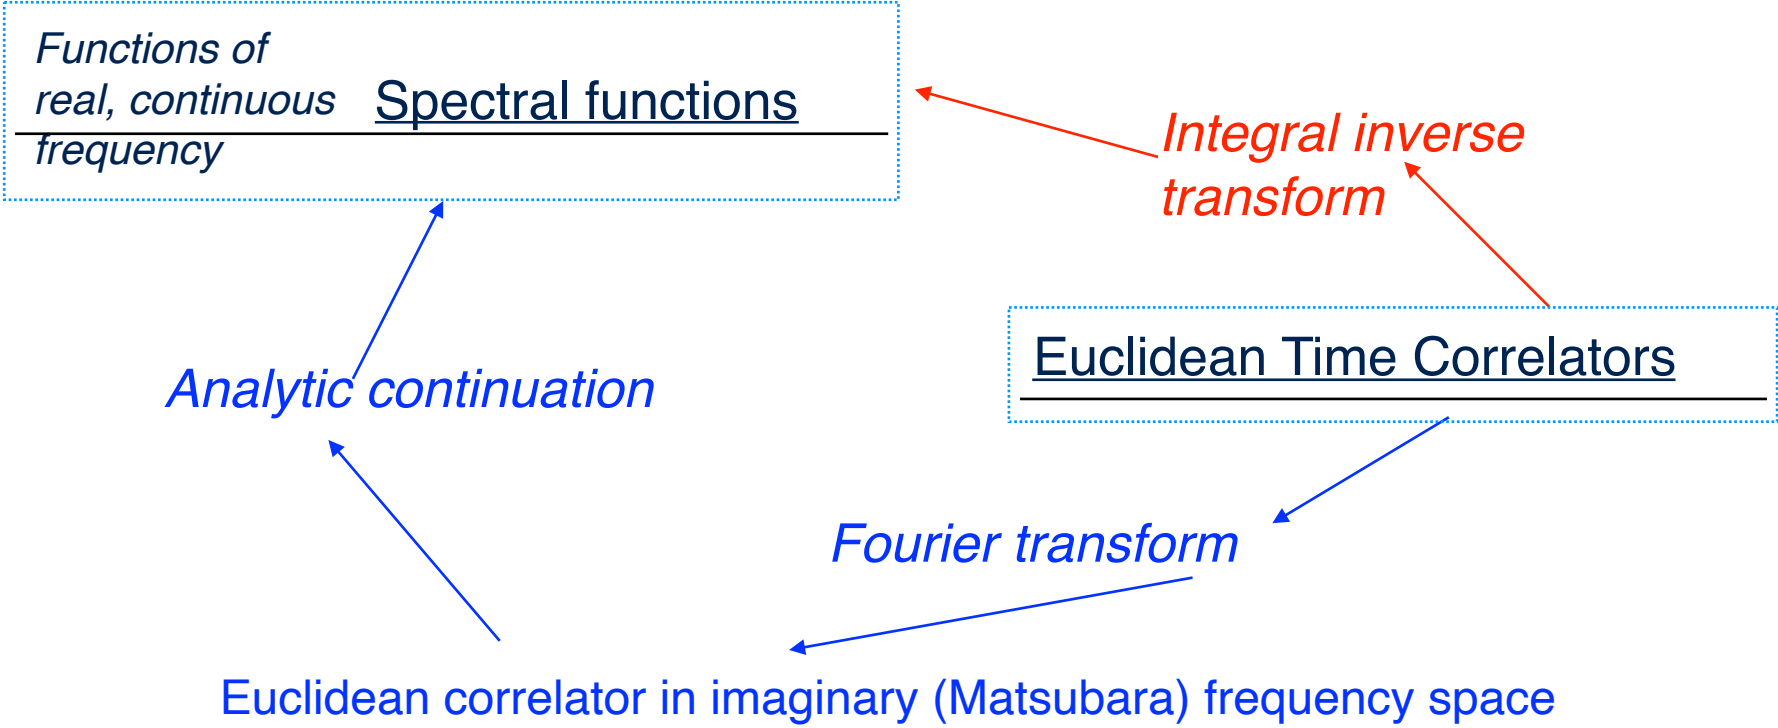 Functions of
real, continuous
frequency
Spectral functions
Integral inverse
transform
Euclidean Time Correlators
Analytic continuation
Fourier transform
Euclidean correlator in imaginary (Matsubara) frequency space